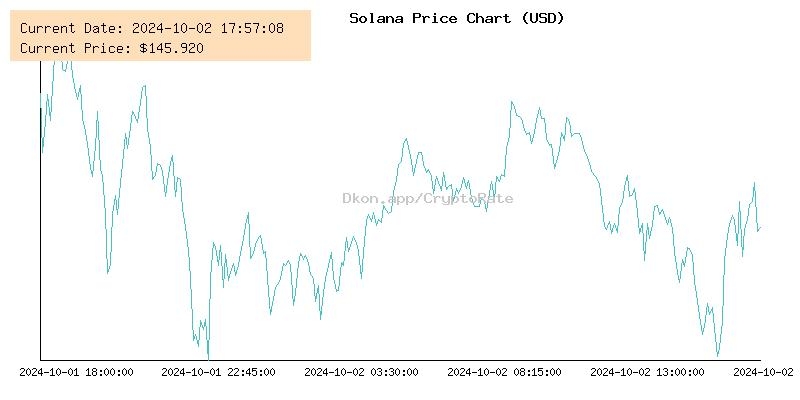 Solana Price Chart (USD)
Current Date: 2024-10-02 17:57:08
Current Price: $145.920
Dkon.app/CryptoRate
2024-10-01 18:00:00
2024-10-01 22:45:00
2024-10-02 03:30:00
2024-10-02 08:15:00
2024-10-02 13:00:00
2024-10-02